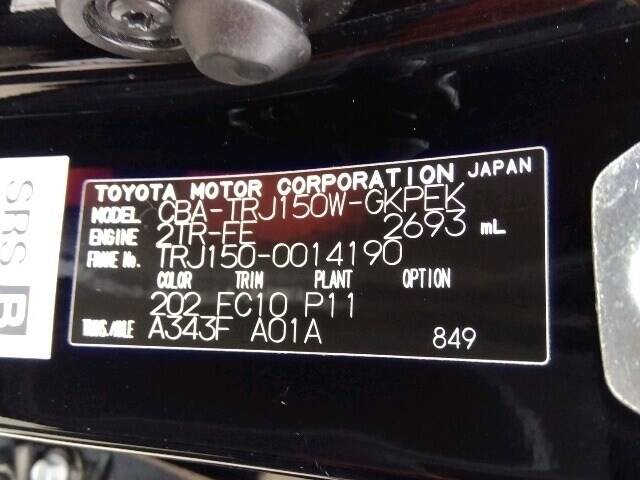 TOYOTA MOTOR CORPORATION JAPAN
MODEL CBA-TRJ150W-GKPEK
ENGINE 2TR-FE 2693 mL
FRAME No. TRJ150-0014190
COLOR TRIM PLANT OPTION
202 FC10 P11
TRANS./AXLE A343F A01A 849
SRS
R